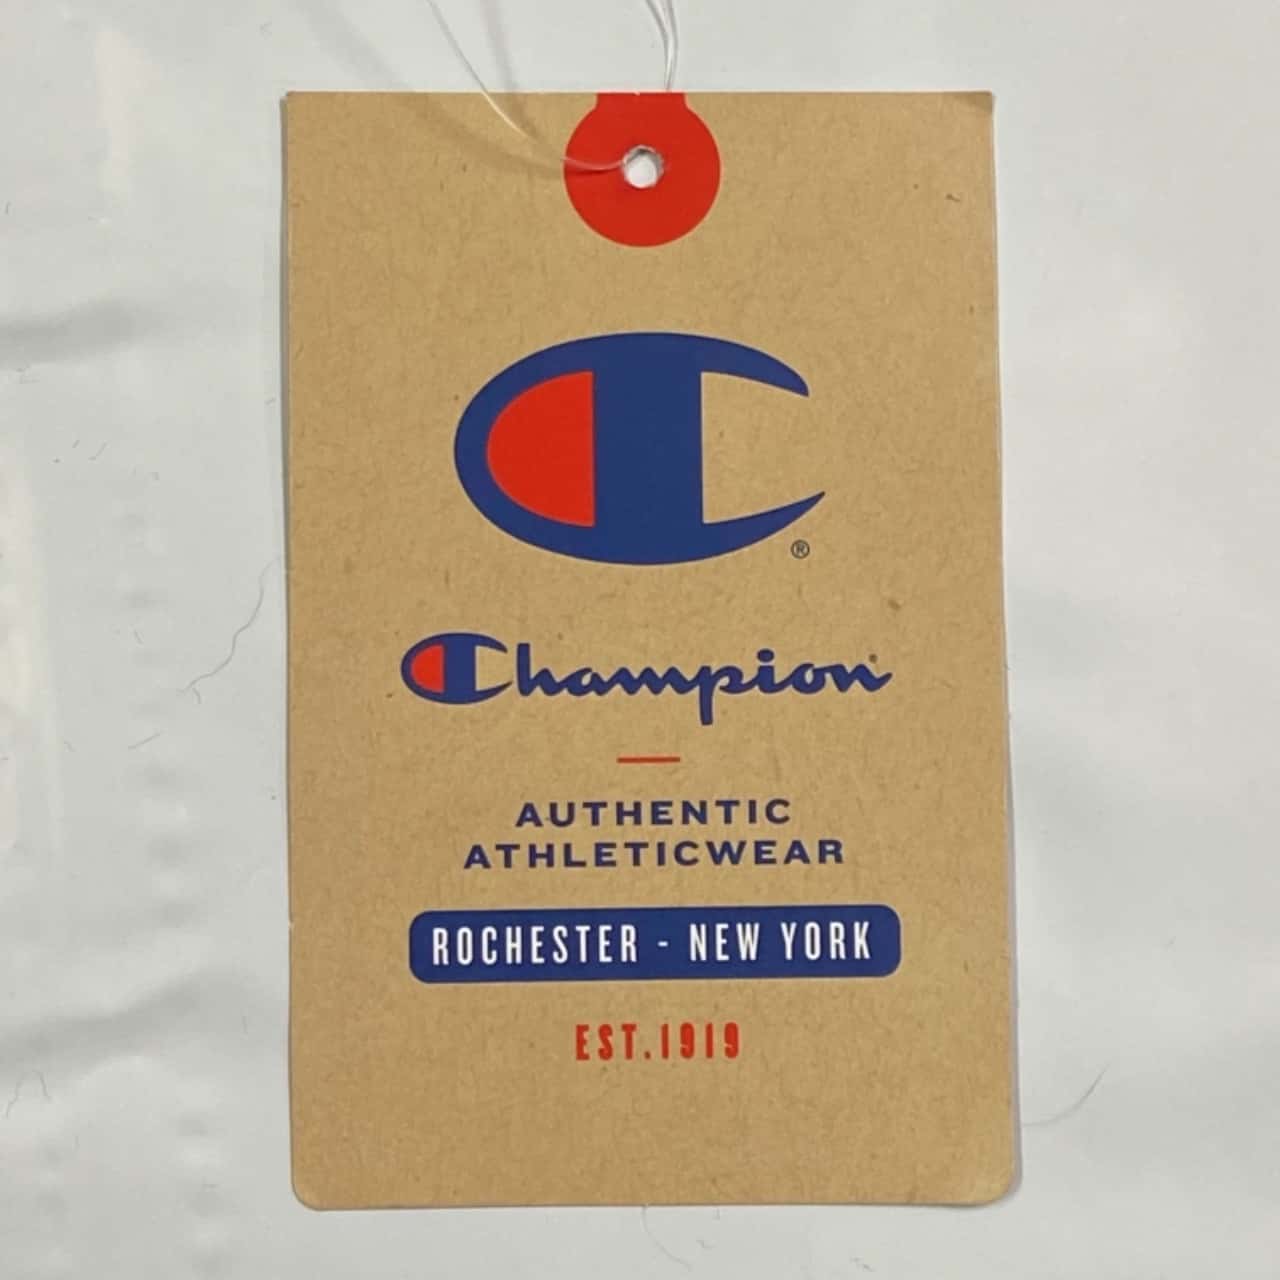 ®
Champion®
AUTHENTIC
ATHLETICWEAR
ROCHESTER - NEW YORK
EST.1919